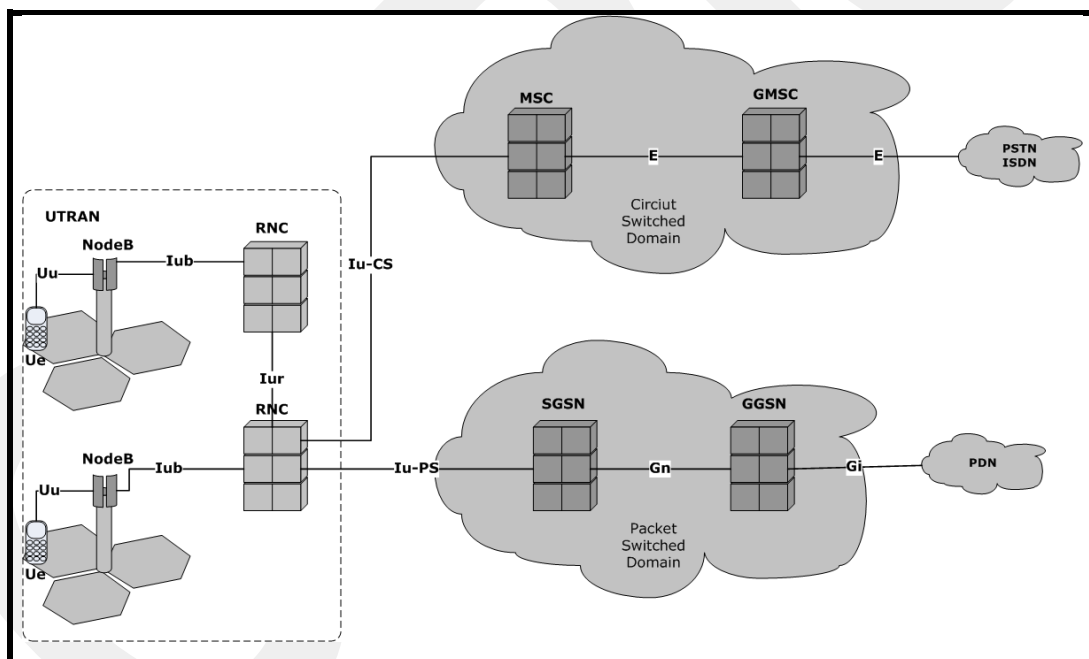 MSC
GMSC
E
E
PSTN
ISDN
Circiut
Switched
Domain
UTRAN
NodeB
RNC
Uu
Iub
Iu-CS
Ue
Iur
RNC
NodeB
Iub
Uu
Ue
Iu-PS
SGSN
GGSN
Gn
Gi
PDN
Packet
Switched
Domain